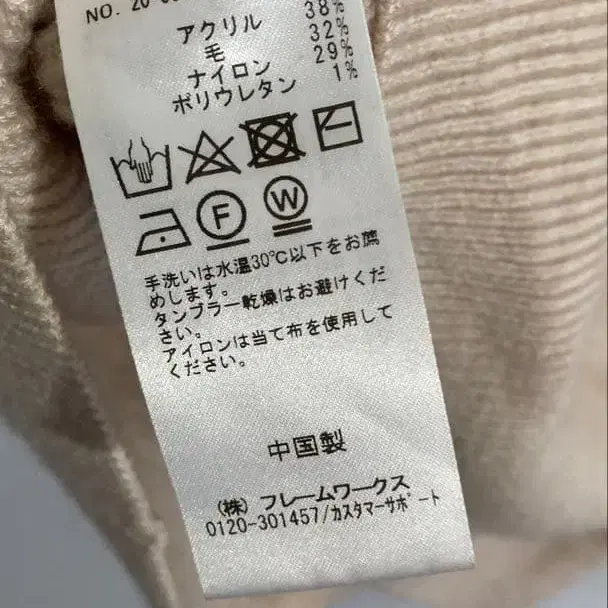 NO. 20
38%
アクリル 32%
毛 29%
ナイロン 1%
ポリウレタン
F
W
手洗いは水温30℃以下をお薦
めします。
タンブラー乾燥はお避けくだ
さい。
アイロンは当て布を使用して
ください。
中国製
(株) フレームワークス
0120-301457/カスタマーサポート